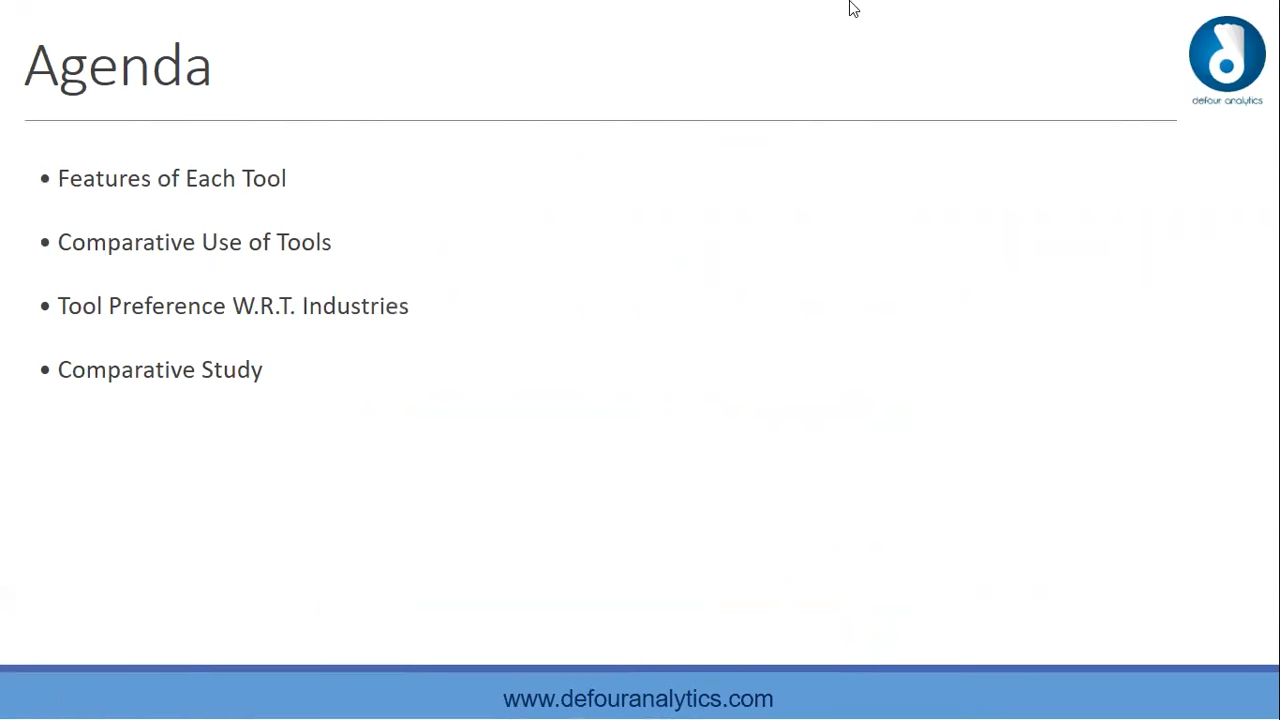 Agenda
defour analytics
• Features of Each Tool
• Comparative Use of Tools
• Tool Preference W.R.T. Industries
• Comparative Study
www.defouranalytics.com